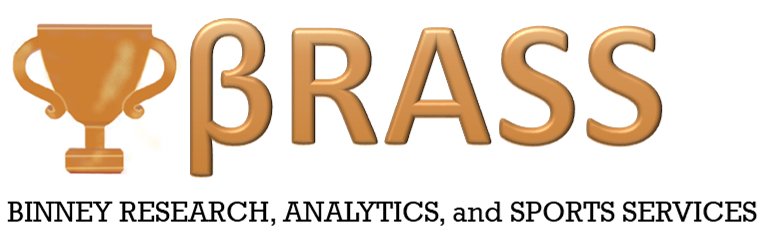 βRASS
BINNEY RESEARCH, ANALYTICS, and SPORTS SERVICES